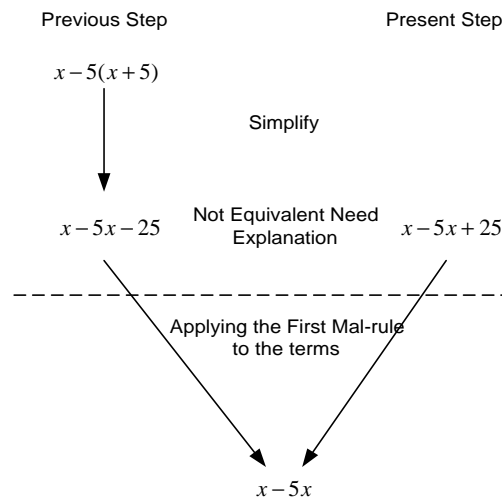 Previous Step
Present Step
x − 5(x + 5)
Simplify
x − 5x − 25
Not Equivalent Need
Explanation
x − 5x + 25
Applying the First Mal-rule
to the terms
x − 5x